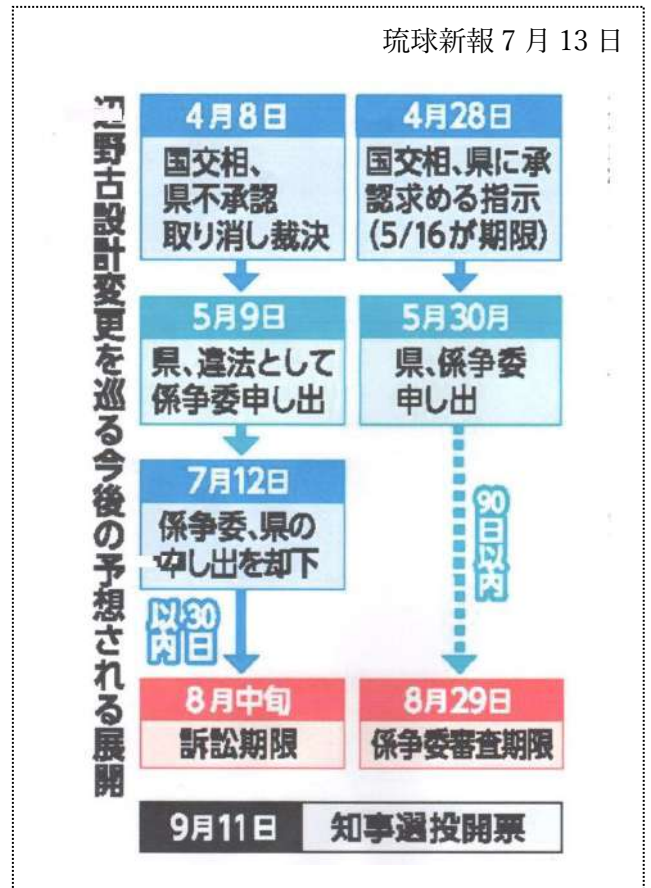 琉球新報 7 月 13 日
辺野古設計変更を巡る今後の予想される展開
4月8日
国交相、
県不承認
取り消し裁決
5月9日
県、違法として
係争委申し出
7月12日
係争委、県の
申し出を却下
30日
以内
8月中旬
訴訟期限
4月28日
国交相、県に承
認求める指示
(5/16が期限)
5月30月
県、係争委
申し出
90日以内
8月29日
係争委審査期限
9月11日
知事選投開票